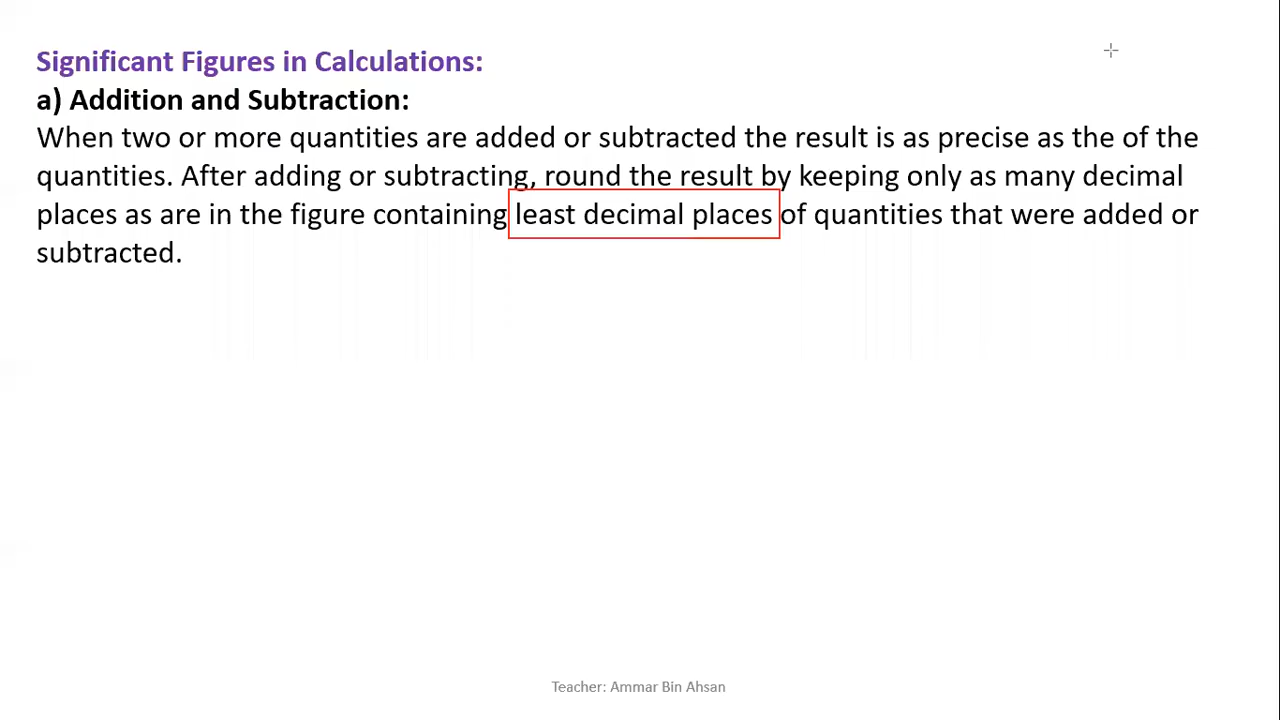 Significant Figures in Calculations:
a) Addition and Subtraction:
When two or more quantities are added or subtracted the result is as precise as the of the
quantities. After adding or subtracting, round the result by keeping only as many decimal
places as are in the figure containing least decimal places of quantities that were added or
subtracted.
Teacher: Ammar Bin Ahsan